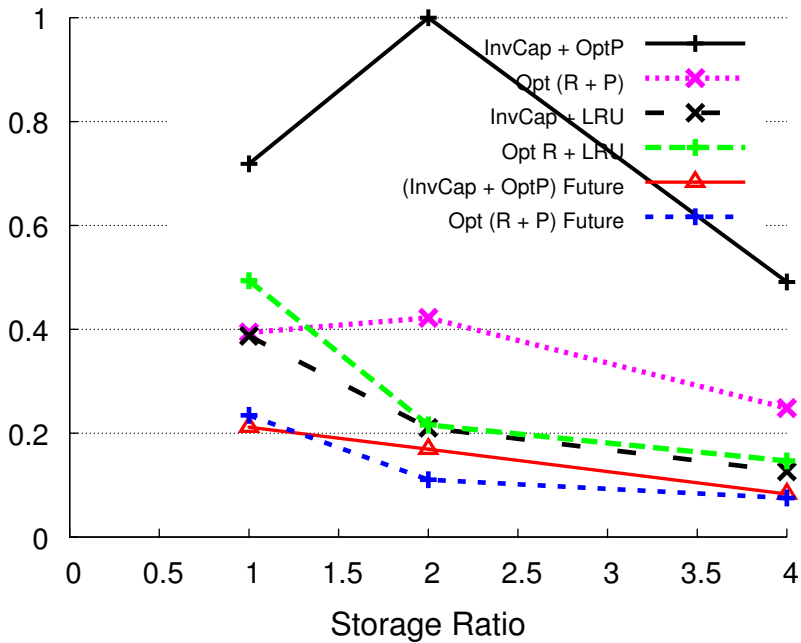 1
0.8
0.6
0.4
0.2
0
InvCap + OptP
Opt (R + P)
InvCap + LRU
Opt R + LRU
(InvCap + OptP) Future
Opt (R + P) Future
0 0.5 1 1.5 2 2.5 3 3.5 4
Storage Ratio